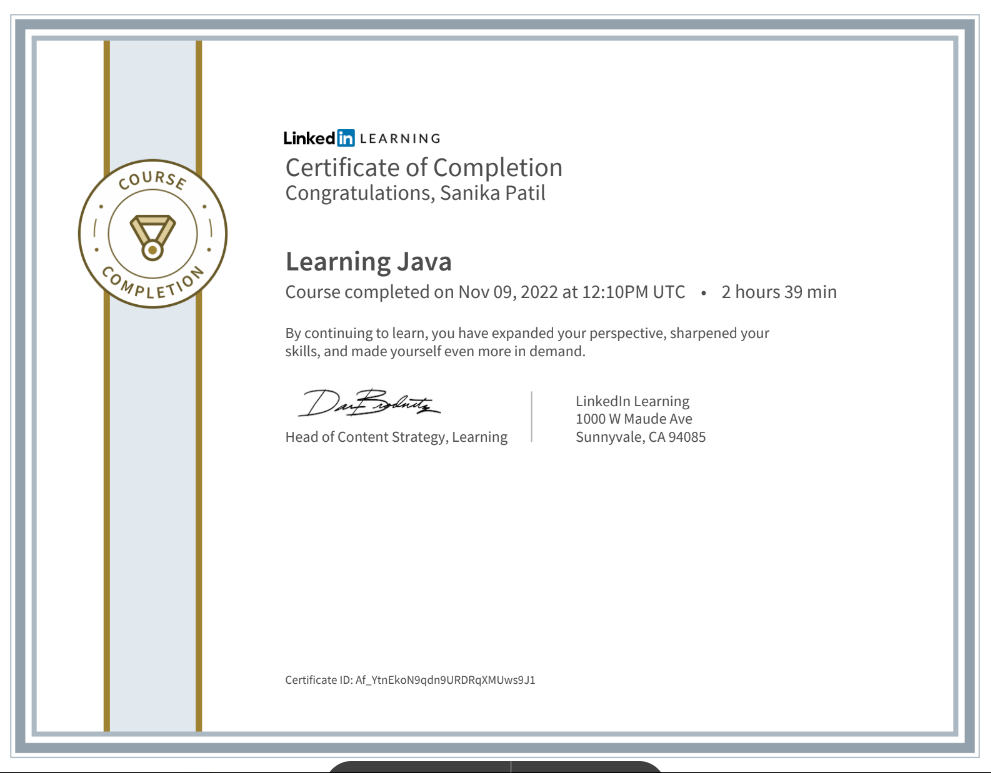 COURSE
COMPLETION
Linked in LEARNING
Certificate of Completion
Congratulations, Sanika Patil
Learning Java
Course completed on Nov 09, 2022 at 12:10PM UTC • 2 hours 39 min
By continuing to learn, you have expanded your perspective, sharpened your
skills, and made yourself even more in demand.
Head of Content Strategy, Learning
LinkedIn Learning
1000 W Maude Ave
Sunnyvale, CA 94085
Certificate ID: Af_YtnEkoN9qdn9URDRqXMUws9J1